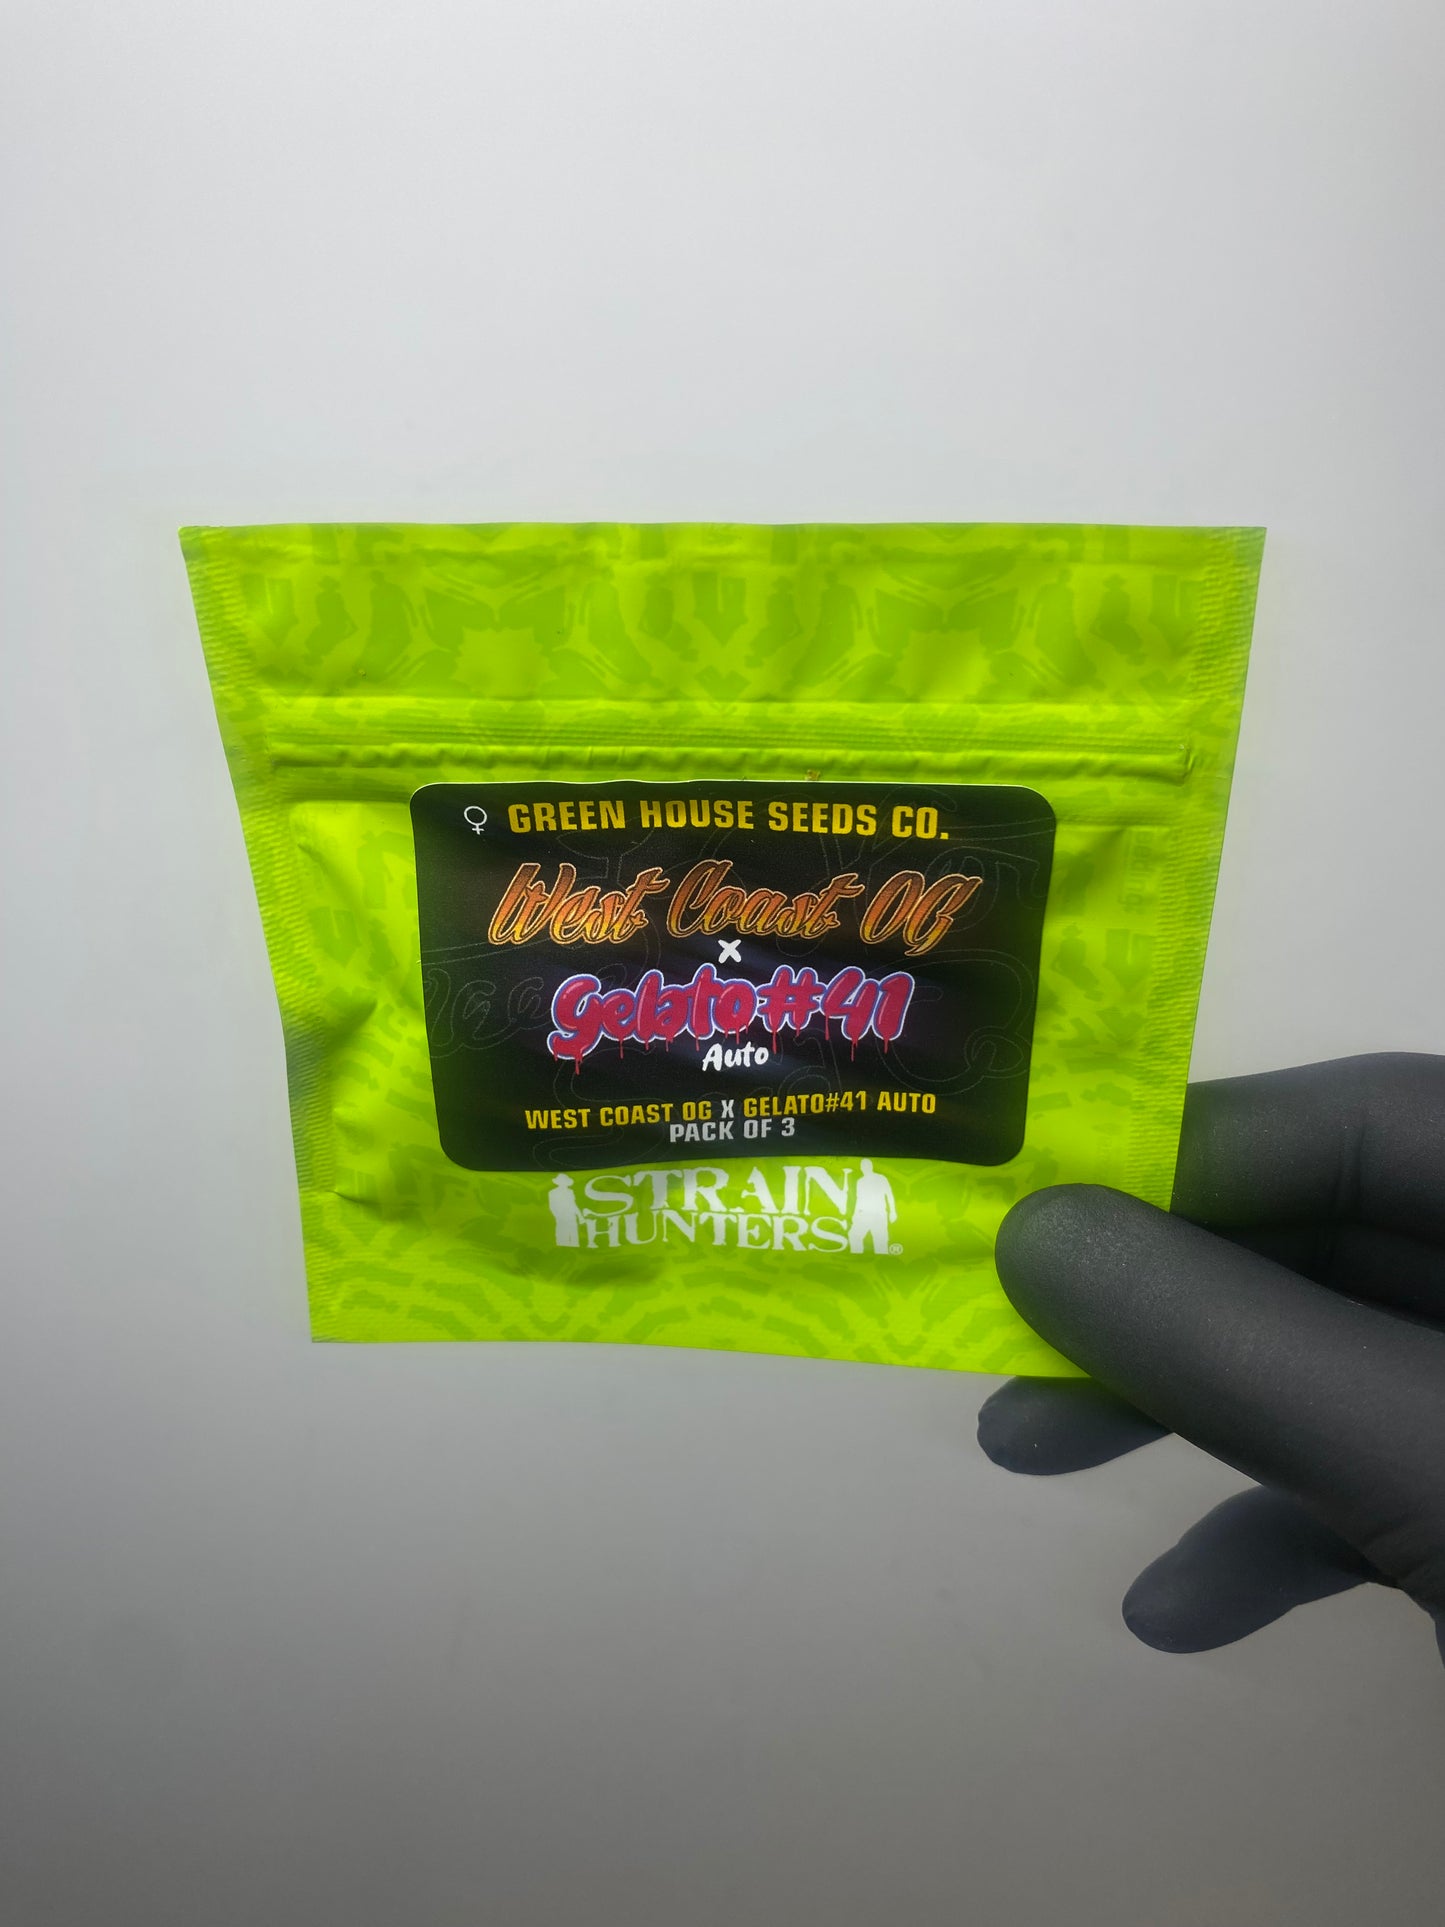 ♀ GREEN HOUSE SEEDS CO.
West Coast OG
x
Gelato#41
Auto
WEST COAST OG X GELATO#41 AUTO
PACK OF 3
STRAIN
HUNTERS®